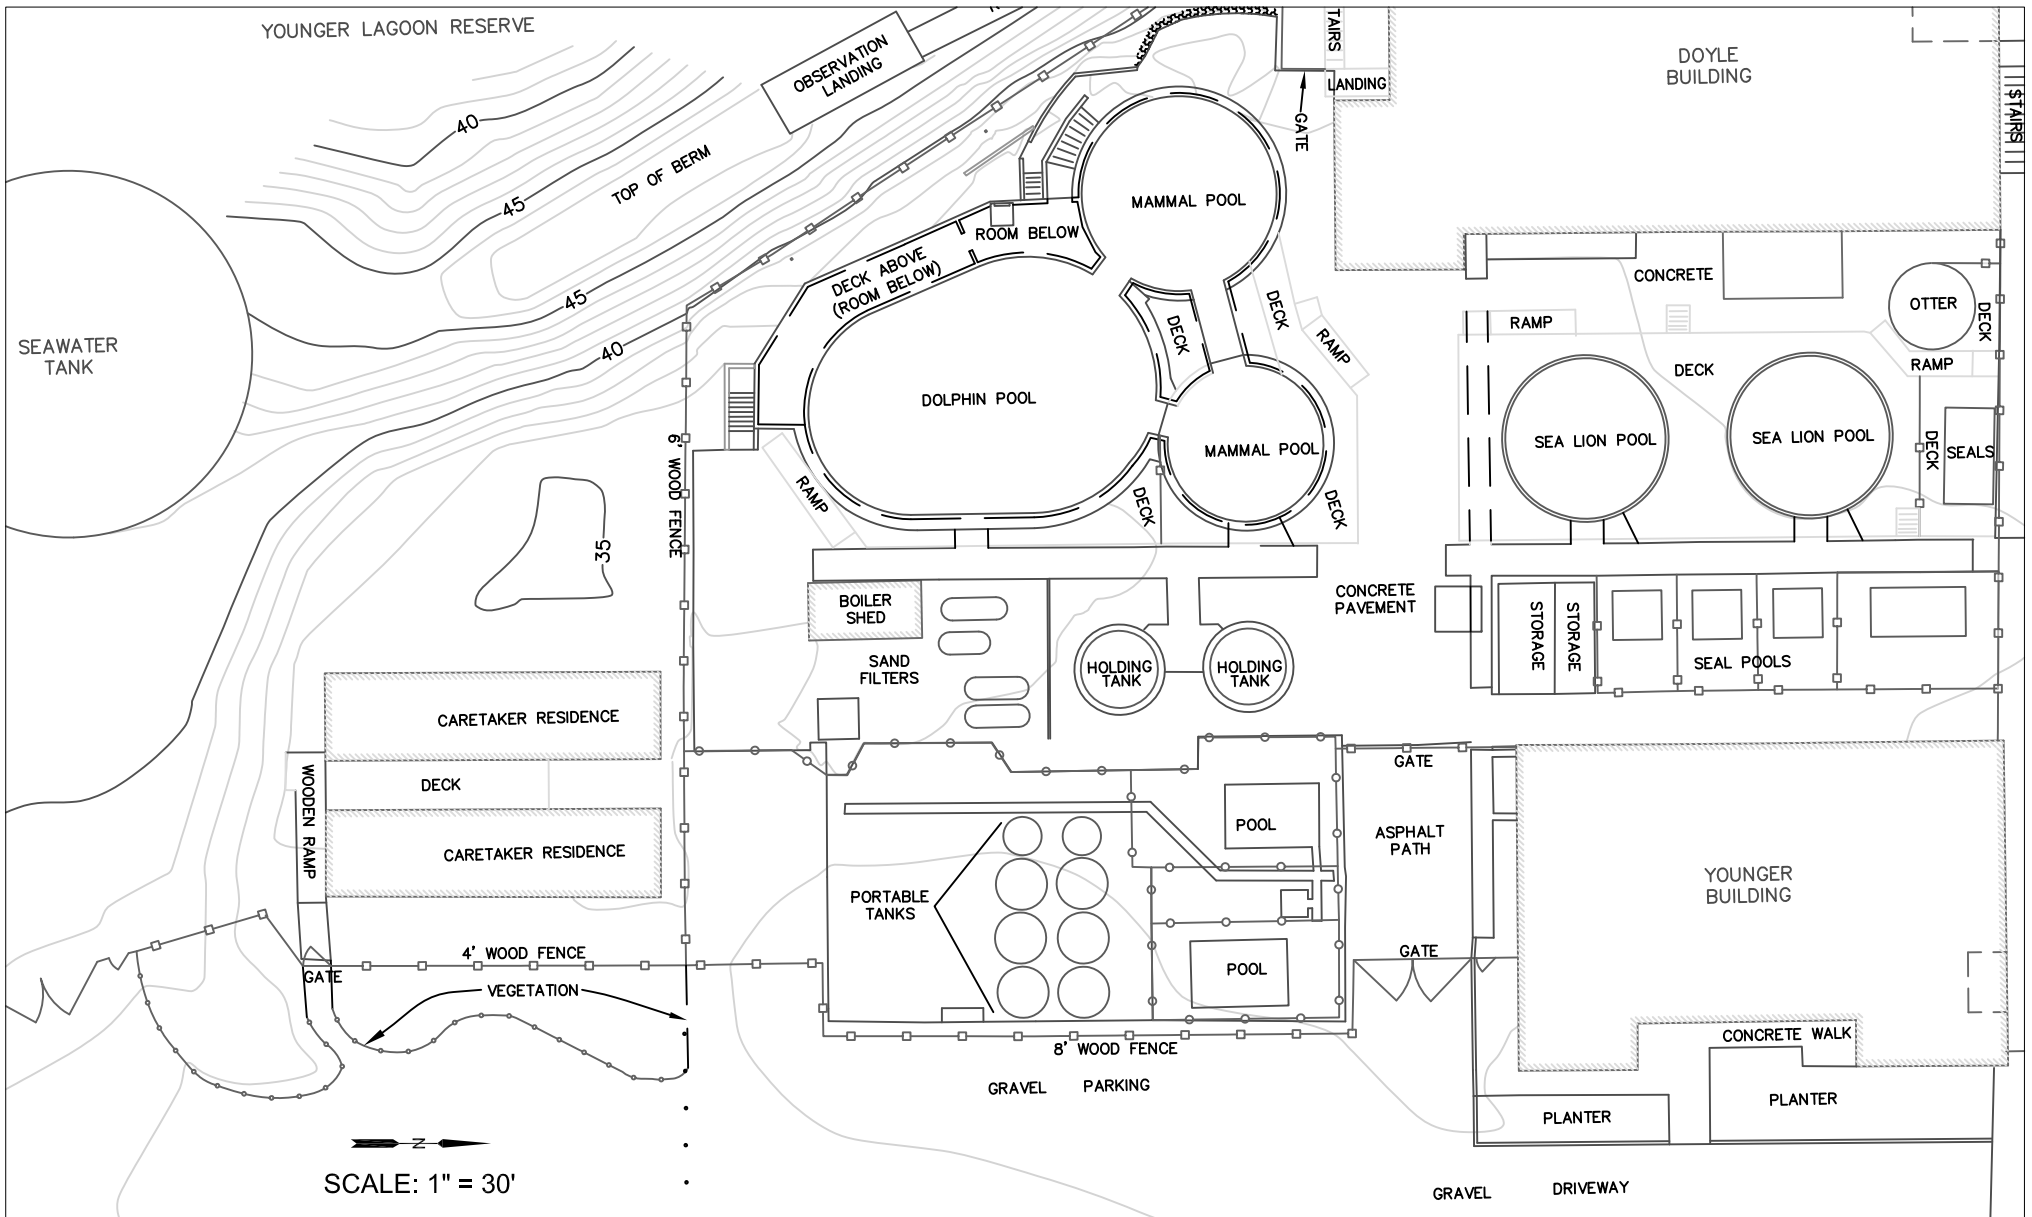 YOUNGER LAGOON RESERVE
OBSERVATION
LANDING
STAIRS
LANDING
GATE
DOYLE
BUILDING
STAIRS
40
45
TOP OF BERM
45
40
SEAWATER
TANK
MAMMAL POOL
ROOM BELOW
DECK ABOVE
(ROOM BELOW)
DECK
DECK
RAMP
DOLPHIN POOL
MAMMAL POOL
DECK
DECK
RAMP
6' WOOD FENCE
35
CONCRETE
RAMP
OTTER
DECK
RAMP
DECK
SEA LION POOL
SEA LION POOL
DECK
SEALS
BOILER
SHED
SAND
FILTERS
HOLDING
TANK
HOLDING
TANK
CONCRETE
PAVEMENT
STORAGE
STORAGE
SEAL POOLS
CARETAKER RESIDENCE
DECK
WOODEN RAMP
CARETAKER RESIDENCE
GATE
ASPHALT
PATH
GATE
POOL
POOL
PORTABLE
TANKS
YOUNGER
BUILDING
4' WOOD FENCE
GATE
VEGETATION
8' WOOD FENCE
GRAVEL PARKING
CONCRETE WALK
PLANTER
PLANTER
N
SCALE: 1" = 30'
GRAVEL DRIVEWAY